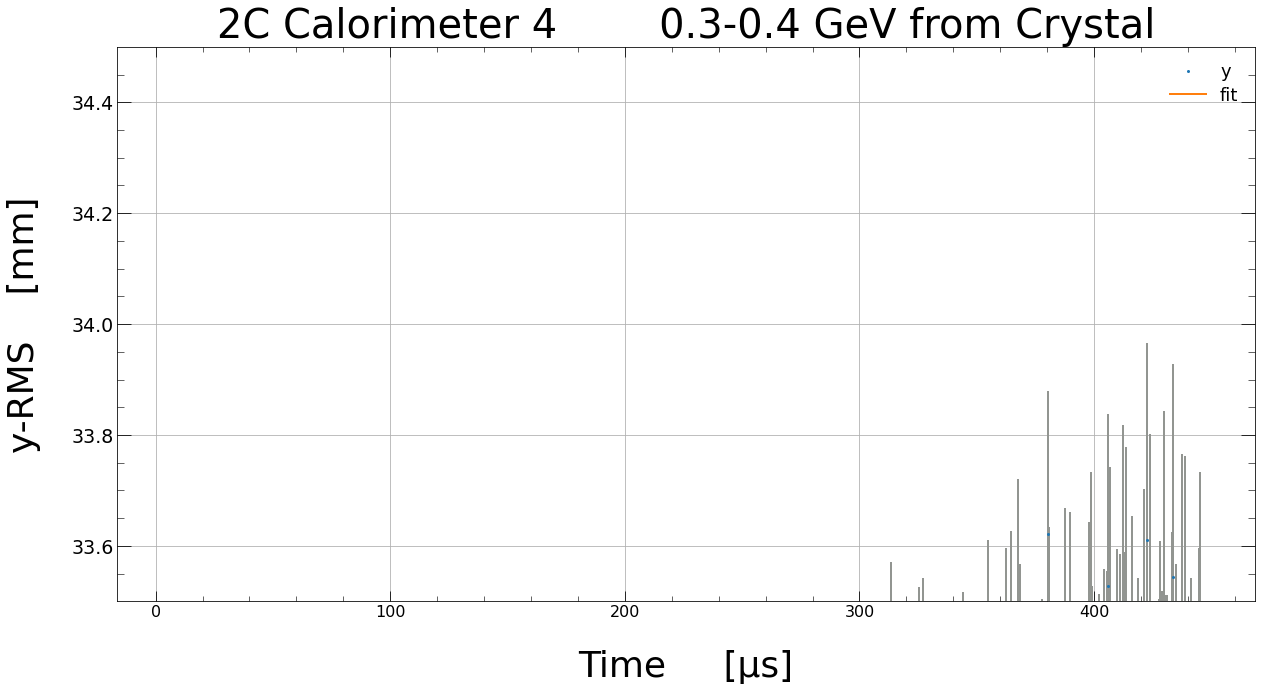 2C Calorimeter 4 0.3-0.4 GeV from Crystal
y
fit
y-RMS [mm]
34.4
34.2
34.0
33.8
33.6
0 100 200 300 400
Time [µs]